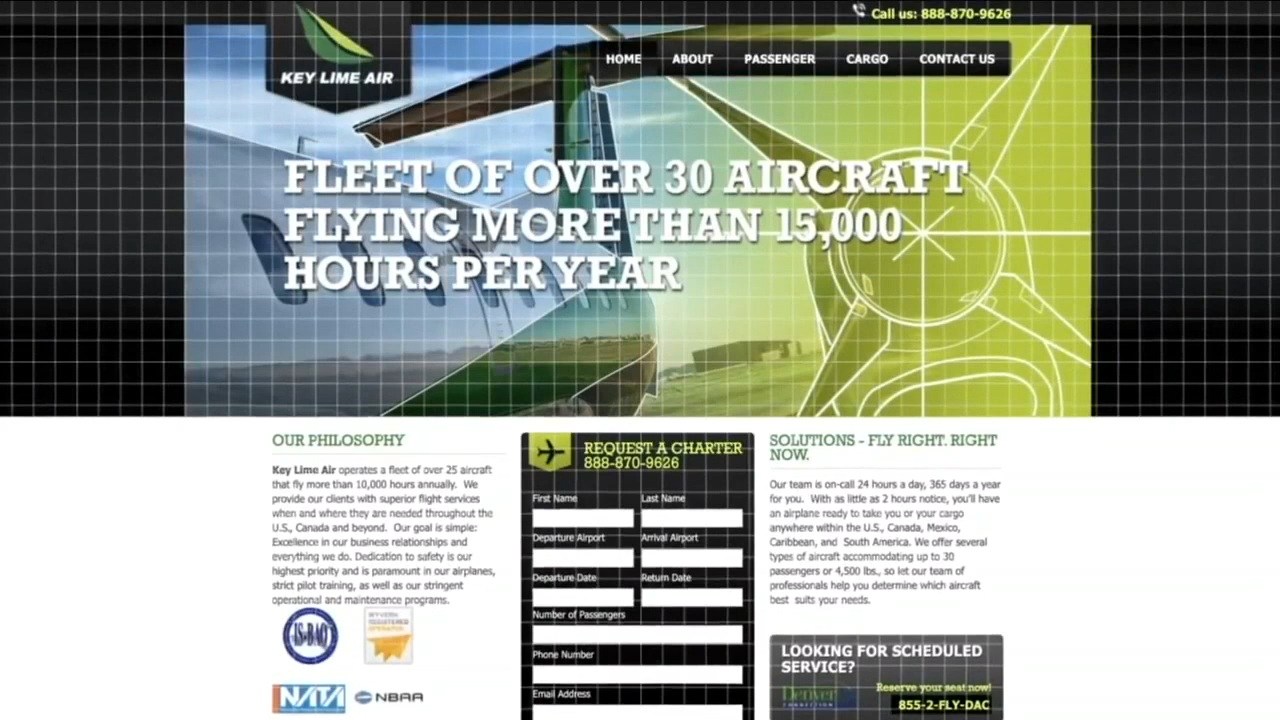 Call us: 888-870-9626
KEY LIME AIR
HOME ABOUT PASSENGER CARGO CONTACT US
FLEET OF OVER 30 AIRCRAFT
FLYING MORE THAN 15,000
HOURS PER YEAR
OUR PHILOSOPHY
Key Lime Air operates a fleet of over 25 aircraft
that fly more than 10,000 hours annually. We
provide our clients with superior flight services
when and where they are needed throughout the
U.S., Canada and beyond. Our goal is simple:
Excellence in our business relationships and
everything we do. Dedication to safety is our
highest priority and is paramount in our airplanes,
strict pilot training, as well as our stringent
operational and maintenance programs.
IS-BAO
WYVERN
REGISTERED
OPERATOR
NATA
NBAA
REQUEST A CHARTER
888-870-9626
First Name Last Name
Departure Airport Arrival Airport
Departure Date Return Date
Number of Passengers
Phone Number
Email Address
SOLUTIONS - FLY RIGHT. RIGHT
NOW.
Our team is on-call 24 hours a day, 365 days a year
for you. With as little as 2 hours notice, you'll have
an airplane ready to take you or your cargo
anywhere within the U.S., Canada, Mexico,
Caribbean, and South America. We offer several
types of aircraft accommodating up to 30
passengers or 4,500 lbs., so let our team of
professionals help you determine which aircraft
best suits your needs.
LOOKING FOR SCHEDULED
SERVICE?
Denver
CONNECTION
Reserve your seat now!
855-2-FLY-DAC